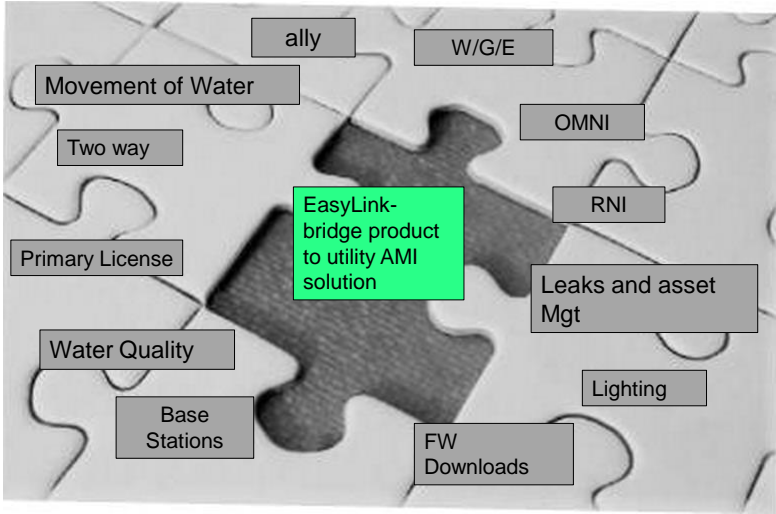 ally
W/G/E
Movement of Water
OMNI
Two way
EasyLink-
bridge product
to utility AMI
solution
RNI
Primary License
Leaks and asset
Mgt
Water Quality
Lighting
Base
Stations
FW
Downloads